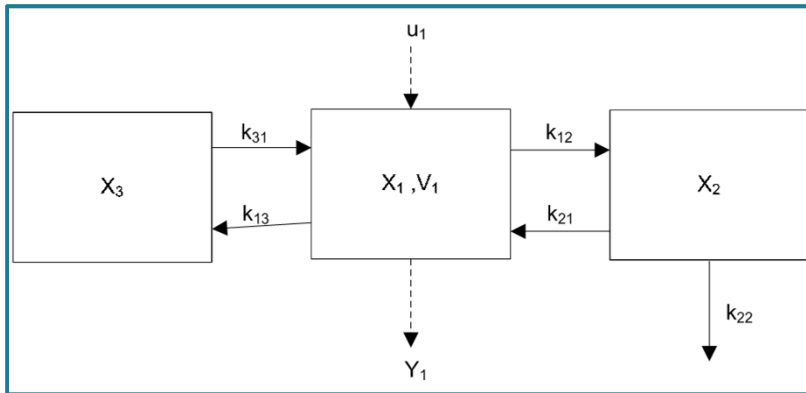 u₁
k₃₁
k₁₂
X₃
X₁ ,V₁
X₂
k₁₃
k₂₁
k₂₂
Y₁